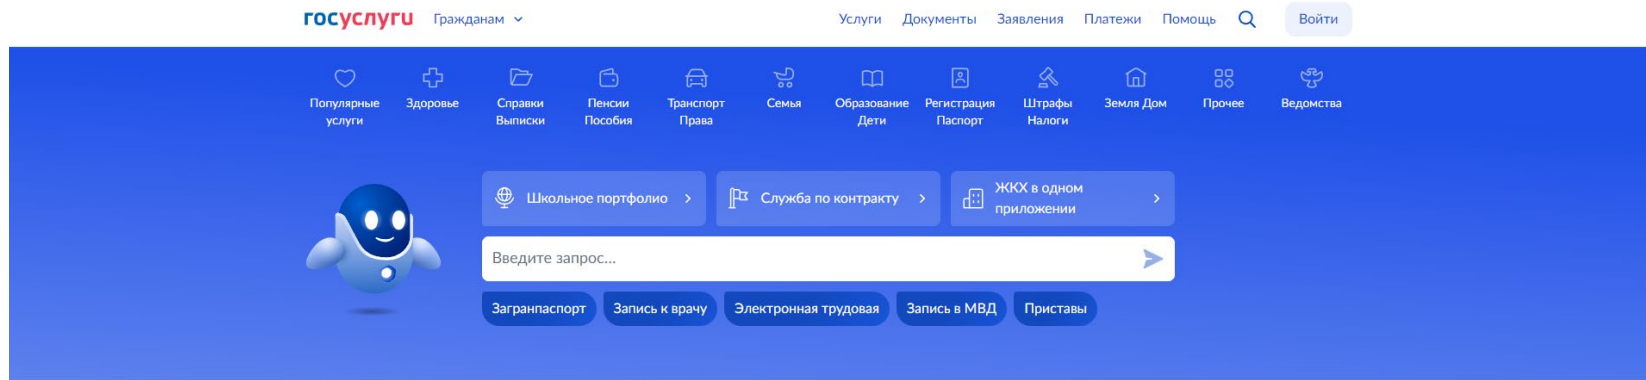 госуслуги Гражданам Услуги Документы Заявления Платежи Помощь Войти
Популярные услуги
Здоровье
Справки Выписки
Пенсии Пособия
Транспорт Права
Семья
Образование Дети
Регистрация Паспорт
Штрафы Налоги
Земля Дом
Прочее
Ведомства
Школьное портфолио
Служба по контракту
ЖКХ в одном
приложении
Введите запрос...
Загранпаспорт Запись к врачу Электронная трудовая Запись в МВД Приставы